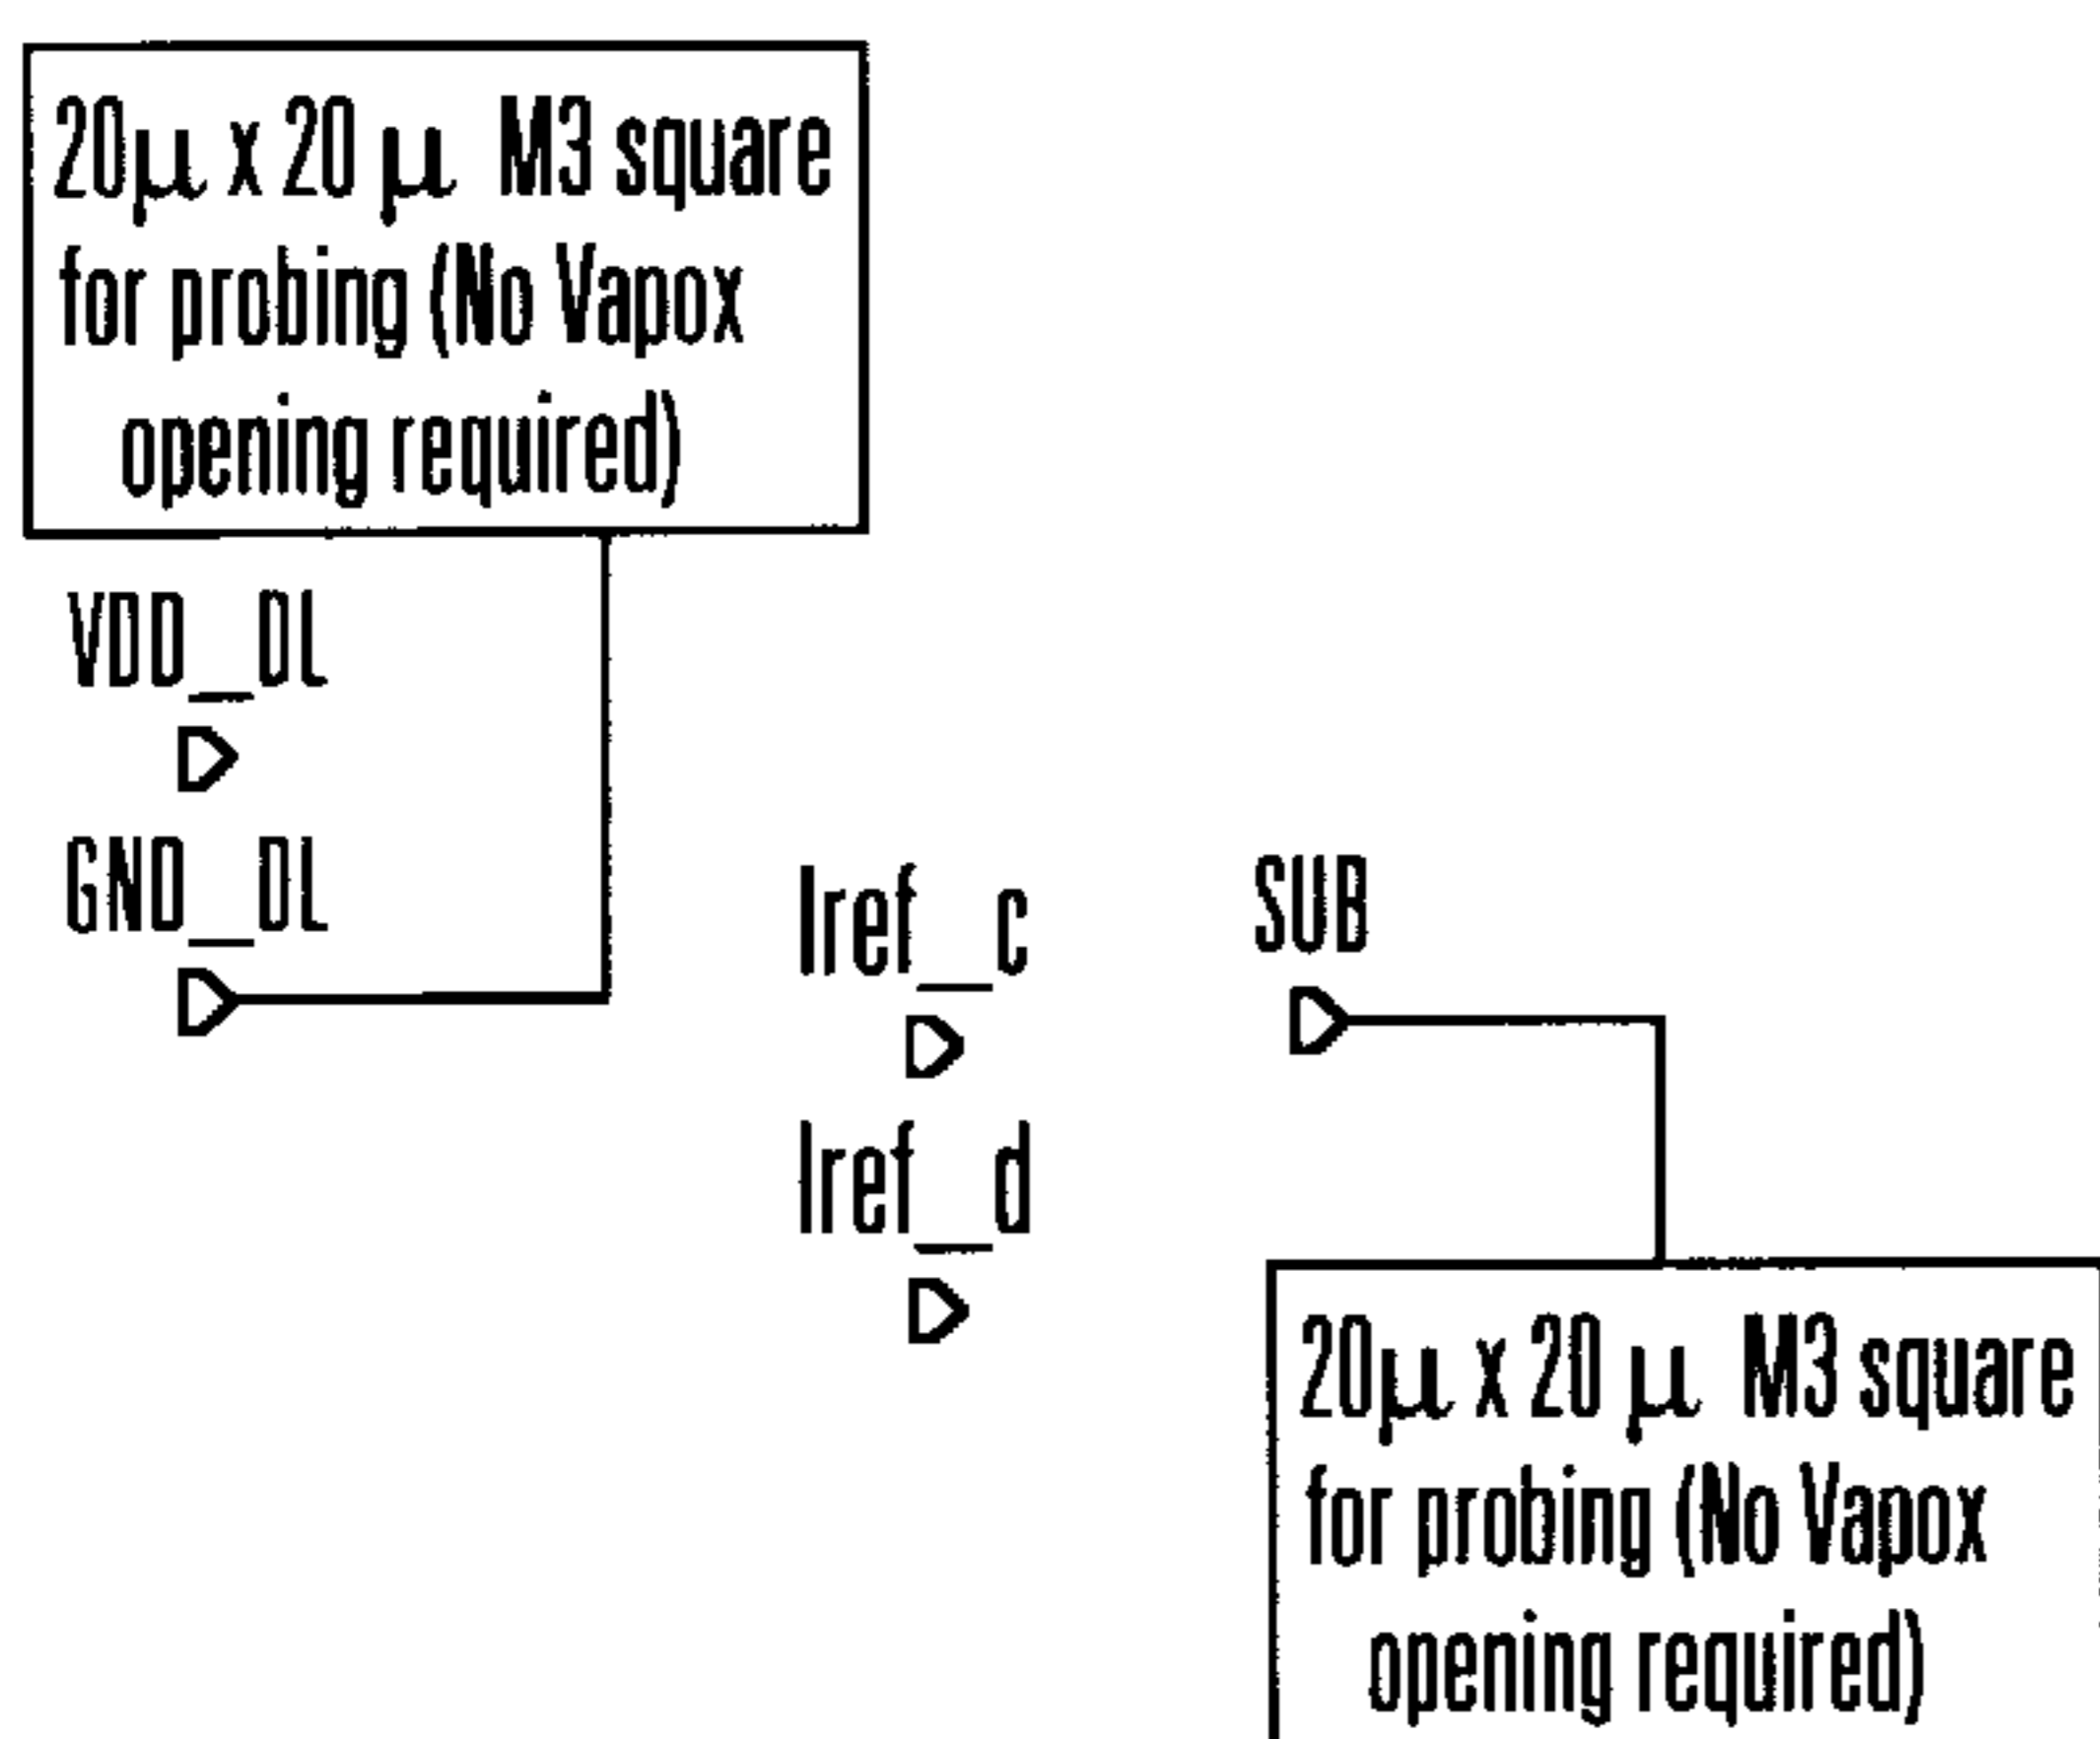 20μ x 20 μ M3 square
for probing (No Vapox
opening required)
VDD_DL
GND_DL
Iref_c
Iref_d
SUB
20μ x 20 μ M3 square
for probing (No Vapox
opening required)